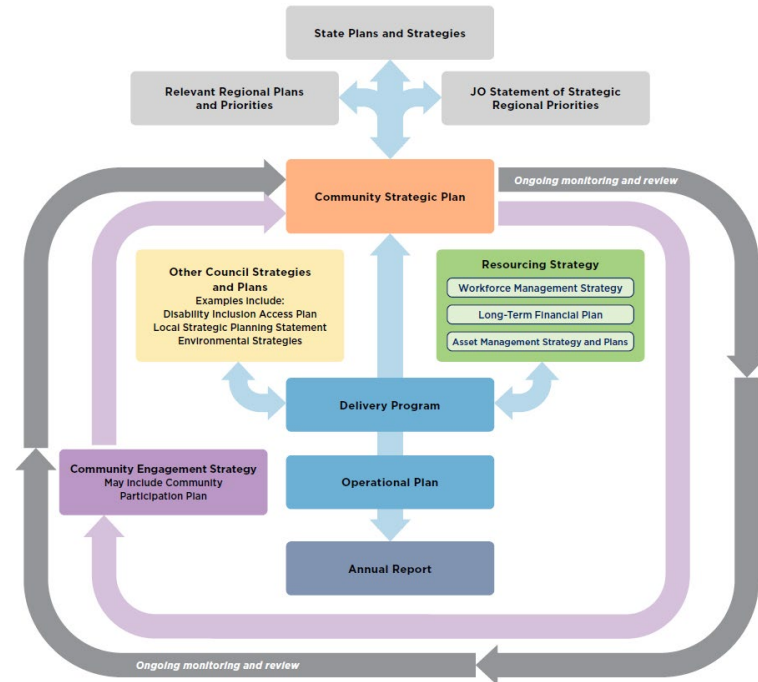 State Plans and Strategies
Relevant Regional Plans
and Priorities
JO Statement of Strategic
Regional Priorities
Community Strategic Plan
Ongoing monitoring and review
Other Council Strategies
and Plans
Examples include:
Disability Inclusion Access Plan
Local Strategic Planning Statement
Environmental Strategies
Resourcing Strategy
Workforce Management Strategy
Long-Term Financial Plan
Asset Management Strategy and Plans
Delivery Program
Community Engagement Strategy
May include Community
Participation Plan
Operational Plan
Annual Report
Ongoing monitoring and review